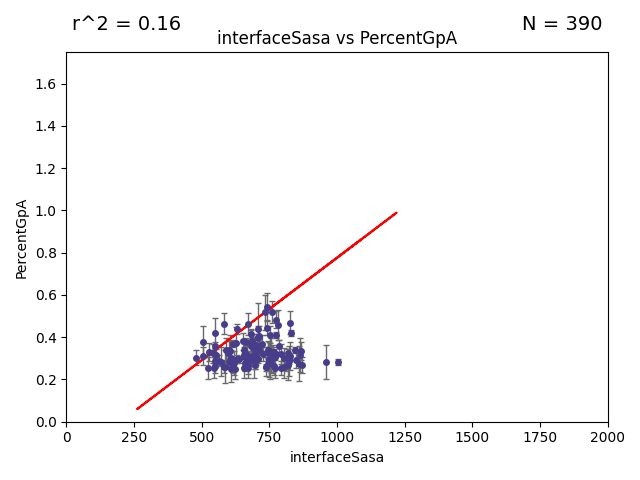 r^2 = 0.16
N = 390
interfaceSasa vs PercentGpA
PercentGpA
1.6
1.4
1.2
1.0
0.8
0.6
0.4
0.2
0.0
0 250 500 750 1000 1250 1500 1750 2000
interfaceSasa